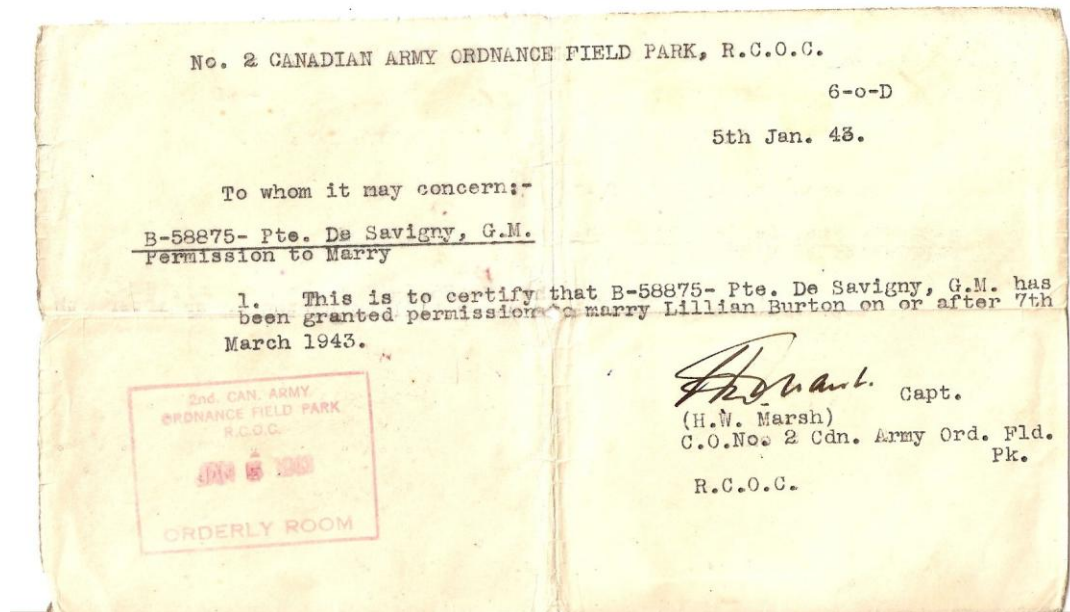 No. 2 CANADIAN ARMY ORDNANCE FIELD PARK, R.C.O.C.
6-o-D
5th Jan. 43.
To whom it may concern:-
B-58875- Pte. De Savigny, G.M.
Permission to Marry
1. This is to certify that B-58875- Pte. De Savigny, G.M. has
been granted permission marry Lillian Burton on or after 7th
March 1943.
Capt.
(H.W. Marsh)
C.O.No. 2 Cdn. Army Ord. Fld.
Pk.
R.C.O.C.
2nd. CAN. ARMY
ORDNANCE FIELD PARK
R.C.O.C.
ORDERLY ROOM